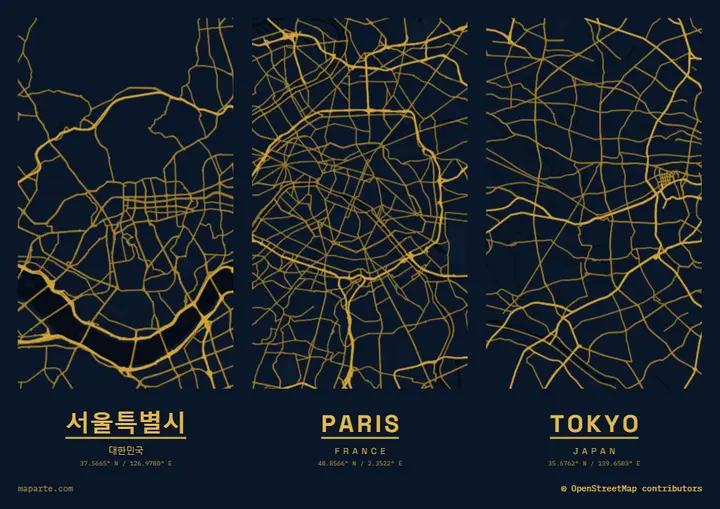 서울특별시
대한민국
37.5665° N / 126.9780° E
PARIS
FRANCE
48.8566° N / 2.3522° E
TOKYO
JAPAN
35.6762° N / 139.6503° E
maparte.com
© OpenStreetMap contributors